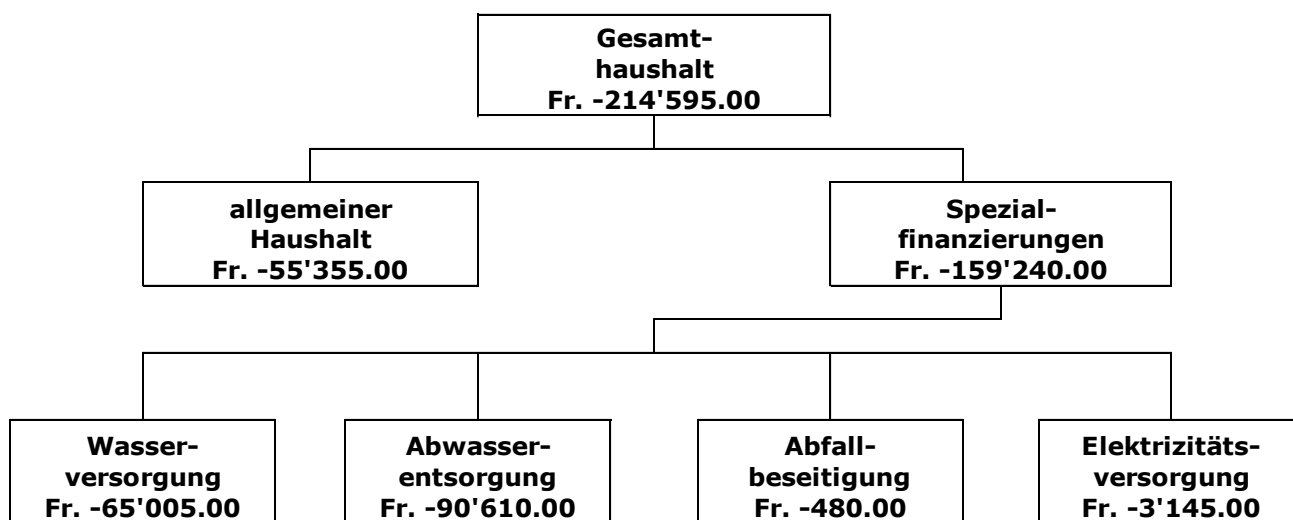 Gesamt-
haushalt
Fr. -214'595.00
allgemeiner
Haushalt
Fr. -55'355.00
Spezial-
finanzierungen
Fr. -159'240.00
Wasser-
versorgung
Fr. -65'005.00
Abwasser-
entsorgung
Fr. -90'610.00
Abfall-
beseitigung
Fr. -480.00
Elektrizitäts-
versorgung
Fr. -3'145.00